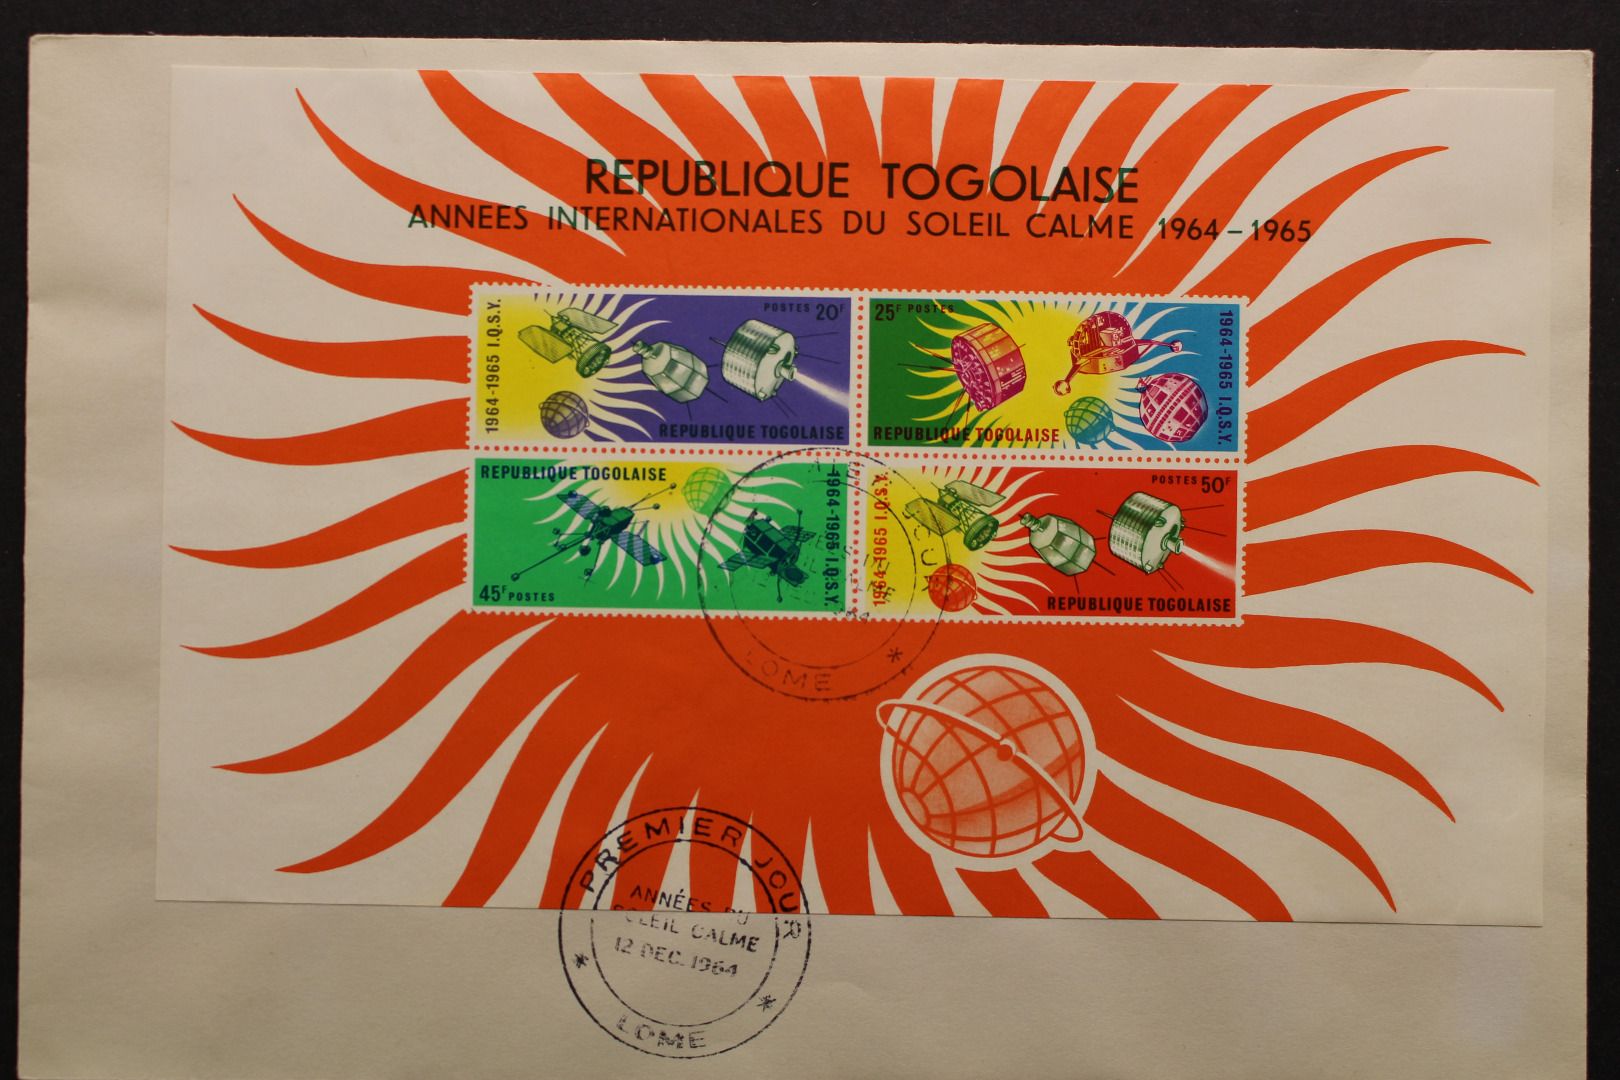 REPUBLIQUE TOGOLAISE
ANNEES INTERNATIONALES DU SOLEIL CALME 1964-1965
1964-1965 I.Q.S.Y.
POSTES 20F
REPUBLIQUE TOGOLAISE
25F POSTES
1964-1965 I.Q.S.Y.
REPUBLIQUE TOGOLAISE
REPUBLIQUE TOGOLAISE
1964-1965 I.Q.S.Y.
45F POSTES
1964-1965 I.Q.S.Y.
POSTES 50F
REPUBLIQUE TOGOLAISE
LOME *
PREMIER JOUR
ANNÉES DU
SOLEIL CALME
12 DEC. 1964
* LOME *